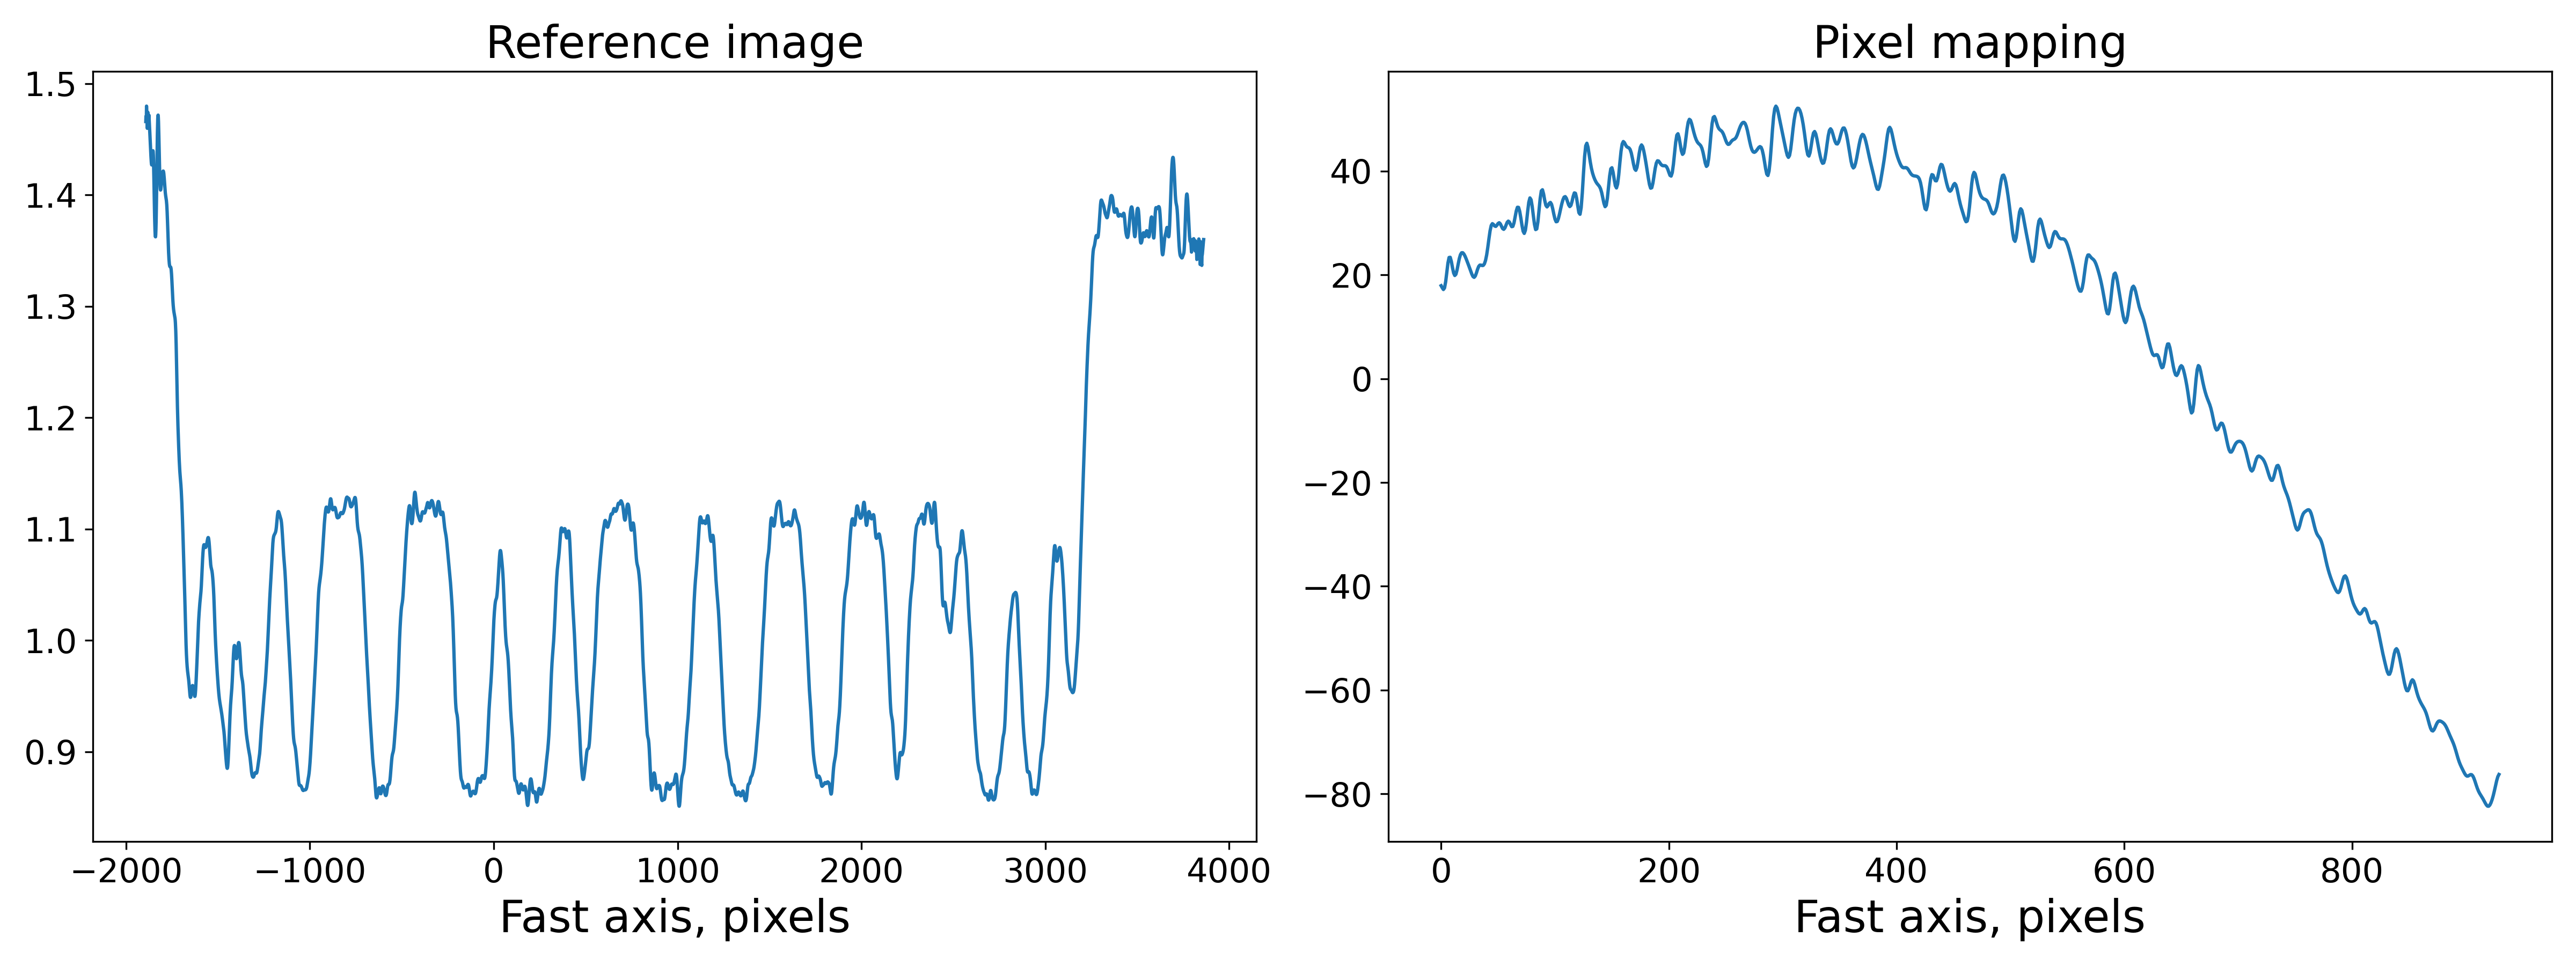 Reference image
1.5
1.4
1.3
1.2
1.1
1.0
0.9
−2000 −1000 0 1000 2000 3000 4000
Fast axis, pixels
Pixel mapping
40
20
0
−20
−40
−60
−80
0 200 400 600 800
Fast axis, pixels